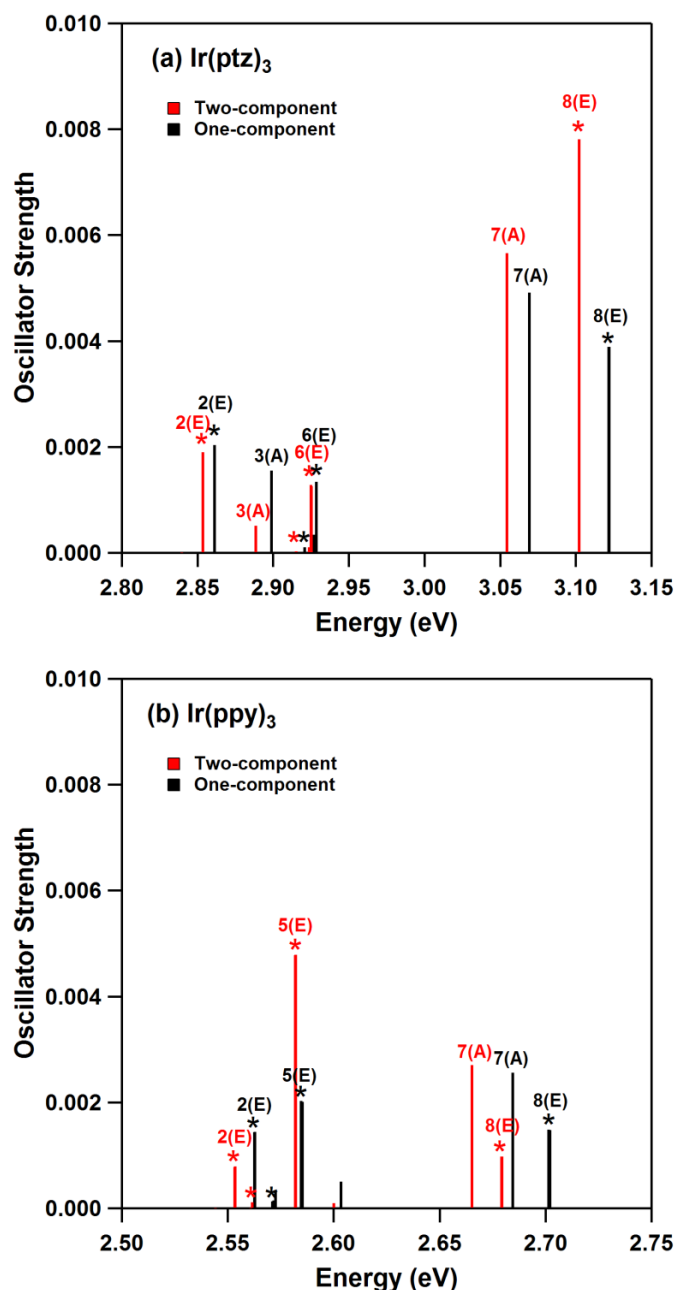 0.010
(a) Ir(ptz)3
Two-component
One-component
8(E)
*
0.008
0.006
0.004
0.002
0.000
Oscillator Strength
7(A)
7(A)
8(E)
*
2(E)
*
2(E)
*
3(A)
3(A)
6(E)
*
6(E)
*
*
*
2.80 2.85 2.90 2.95 3.00 3.05 3.10 3.15
Energy (eV)
0.010
(b) Ir(ppy)3
Two-component
One-component
0.008
0.006
0.004
0.002
0.000
Oscillator Strength
5(E)
*
7(A)
7(A)
5(E)
*
2(E)
*
2(E)
*
8(E)
*
8(E)
*
*
*
2.50 2.55 2.60 2.65 2.70 2.75
Energy (eV)